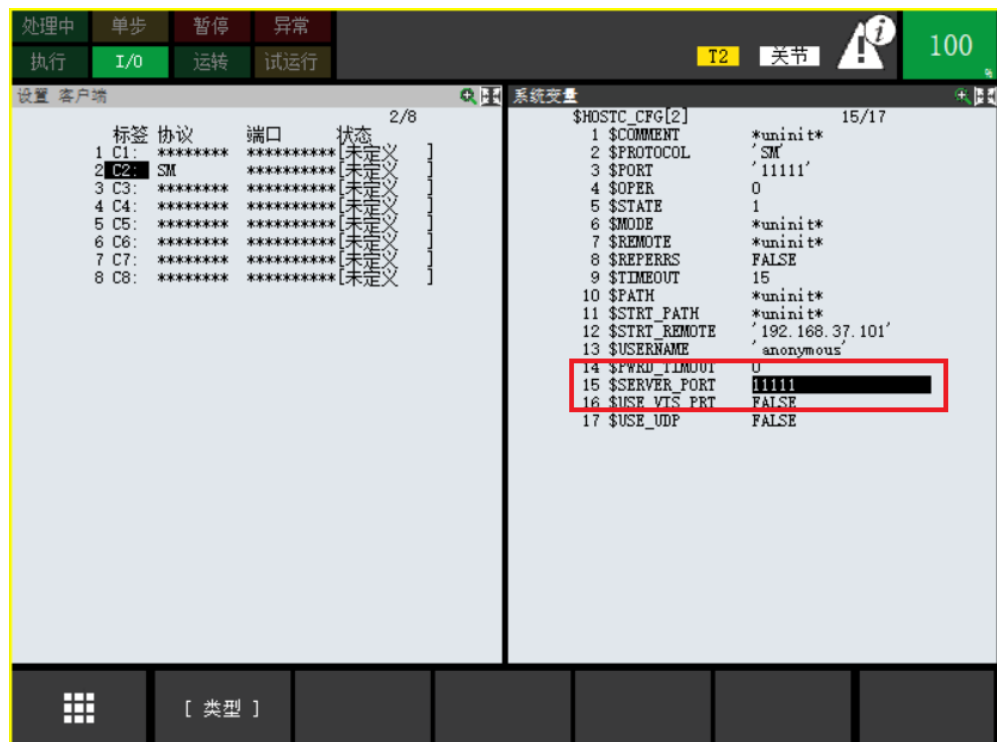 处理中 单步 暂停 异常
执行 I/O 运转 试运行 T2 关节 i 100 %
设置 客户端
2/8
标签 协议 端口 状态
1 C1: ******** **********[未定义 ]
2 C2: SM **********[未定义 ]
3 C3: ******** **********[未定义 ]
4 C4: ******** **********[未定义 ]
5 C5: ******** **********[未定义 ]
6 C6: ******** **********[未定义 ]
7 C7: ******** **********[未定义 ]
8 C8: ******** **********[未定义 ]
系统变量
$HOSTC_CFG[2] 15/17
1 $COMMENT *uninit*
2 $PROTOCOL 'SM'
3 $PORT '11111'
4 $OPER 0
5 $STATE 1
6 $MODE *uninit*
7 $REMOTE *uninit*
8 $REPERRS FALSE
9 $TIMEOUT 15
10 $PATH *uninit*
11 $STRT_PATH *uninit*
12 $STRT_REMOTE '192.168.37.101'
13 $USERNAME 'anonymous'
14 $PWRD_TIMOUT 0
15 $SERVER_PORT 11111
16 $USE_VIS_PRT FALSE
17 $USE_UDP FALSE
[ 类型 ]